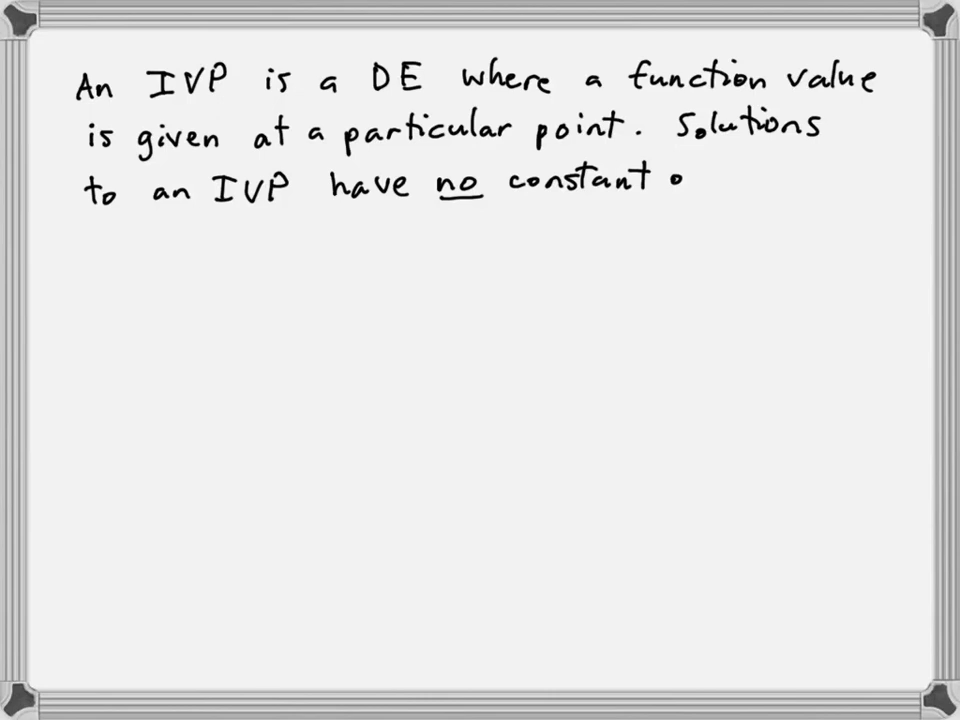 An IVP is a DE where a function value
is given at a particular point. Solutions
to an IVP have no constant o